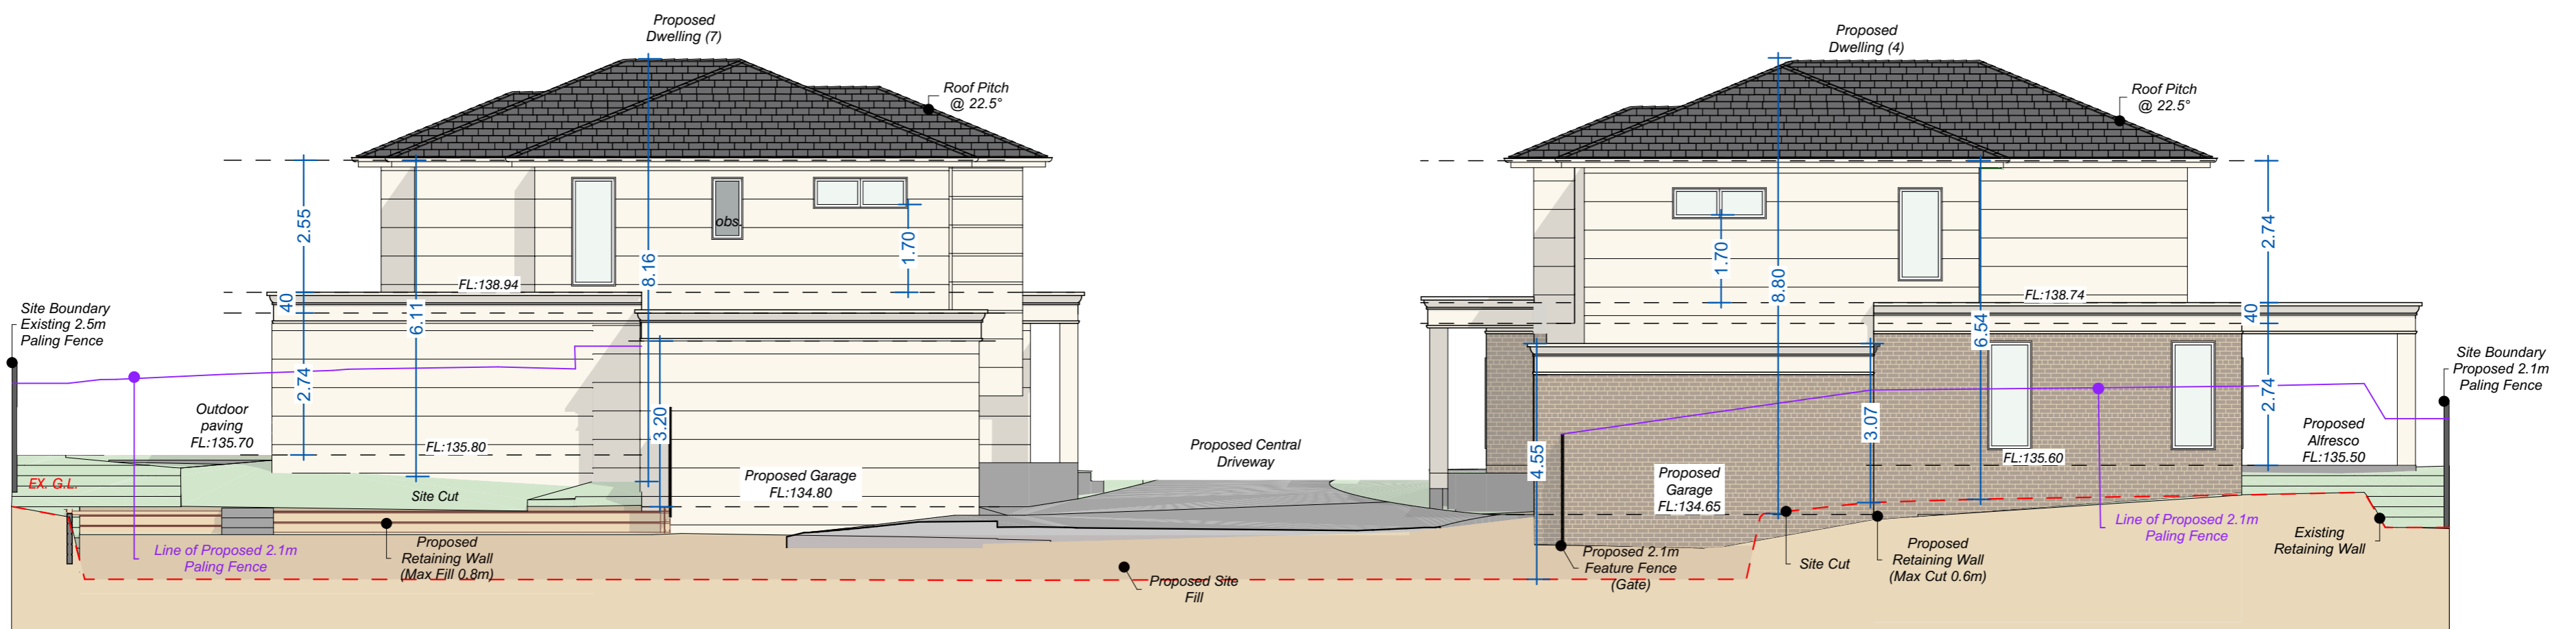 Proposed
Dwelling (7)
Proposed
Dwelling (4)
Roof Pitch
@ 22.5°
Roof Pitch
@ 22.5°
2.55
obs.
8.16
1.70
1.70
8.80
2.74
FL:138.94
FL:138.74
40
6.11
40
6.54
Site Boundary
Existing 2.5m
Paling Fence
Site Boundary
Proposed 2.1m
Paling Fence
2.74
2.74
Outdoor
paving
FL:135.70
3.20
3.07
Proposed Central
Driveway
Proposed
Alfresco
FL:135.50
FL:135.80
FL:135.60
4.55
EX. G.L.
Site Cut
Proposed Garage
FL:134.80
Proposed
Garage
FL:134.65
Line of Proposed 2.1m
Paling Fence
Proposed
Retaining Wall
(Max Fill 0.8m)
Proposed Site
Fill
Proposed 2.1m
Feature Fence
(Gate)
Site Cut
Proposed
Retaining Wall
(Max Cut 0.6m)
Line of Proposed 2.1m
Paling Fence
Existing
Retaining Wall